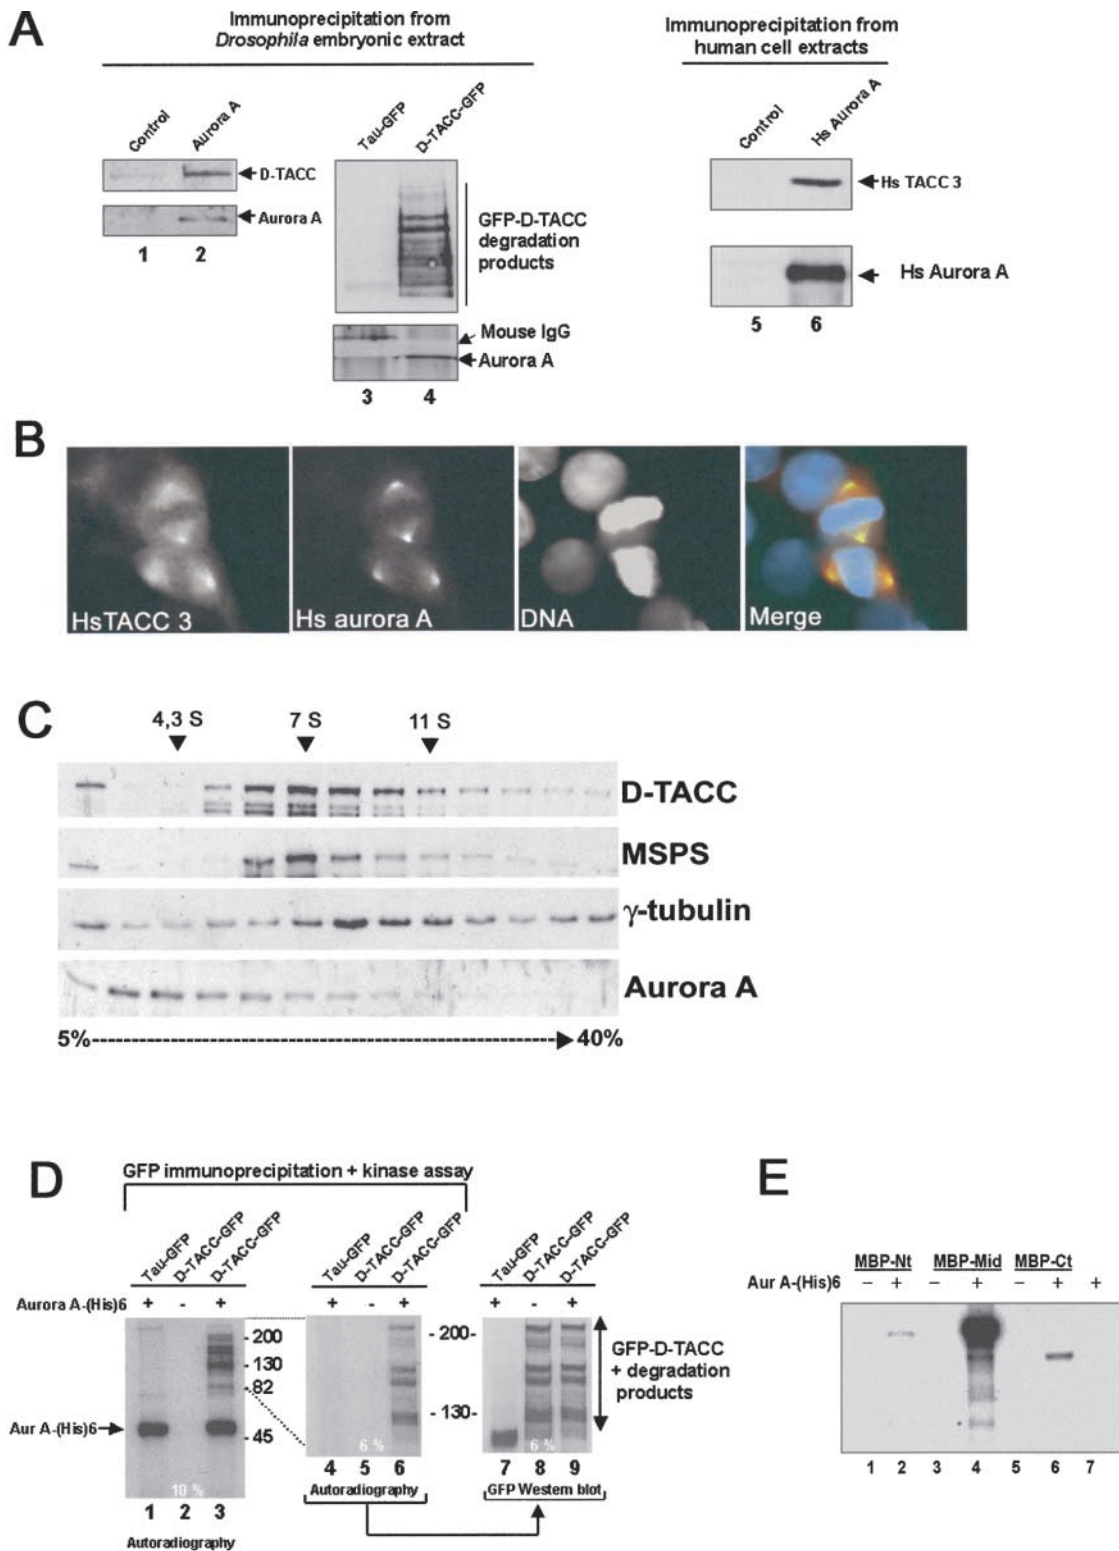 A
Immunoprecipitation from
Drosophila embryonic extract
Immunoprecipitation from
human cell extracts
Control
Aurora A
Tau-GFP
D-TACC-GFP
Control
Hs Aurora A
D-TACC
Aurora A
1 2
GFP-D-TACC
degradation
products
Mouse IgG
Aurora A
3 4
Hs TACC 3
Hs Aurora A
5 6
B
HsTACC 3
Hs aurora A
DNA
Merge
C
4,3 S
7 S
11 S
D-TACC
MSPS
γ-tubulin
Aurora A
5%
40%
D
GFP immunoprecipitation + kinase assay
Tau-GFP
D-TACC-GFP
D-TACC-GFP
Tau-GFP
D-TACC-GFP
D-TACC-GFP
Tau-GFP
D-TACC-GFP
D-TACC-GFP
Aurora A-(His)6
+ - +
+ - +
+ - +
- 200
- 130
- 82
- 45
- 200-
- 130-
Aur A-(His)6
10 %
6 %
6 %
1 2 3
4 5 6
7 8 9
Autoradiography
Autoradiography
GFP Western blot
GFP-D-TACC
+ degradation
products
E
MBP-Nt
MBP-Mid
MBP-Ct
Aur A-(His)6
– + – + – + +
1 2 3 4 5 6 7